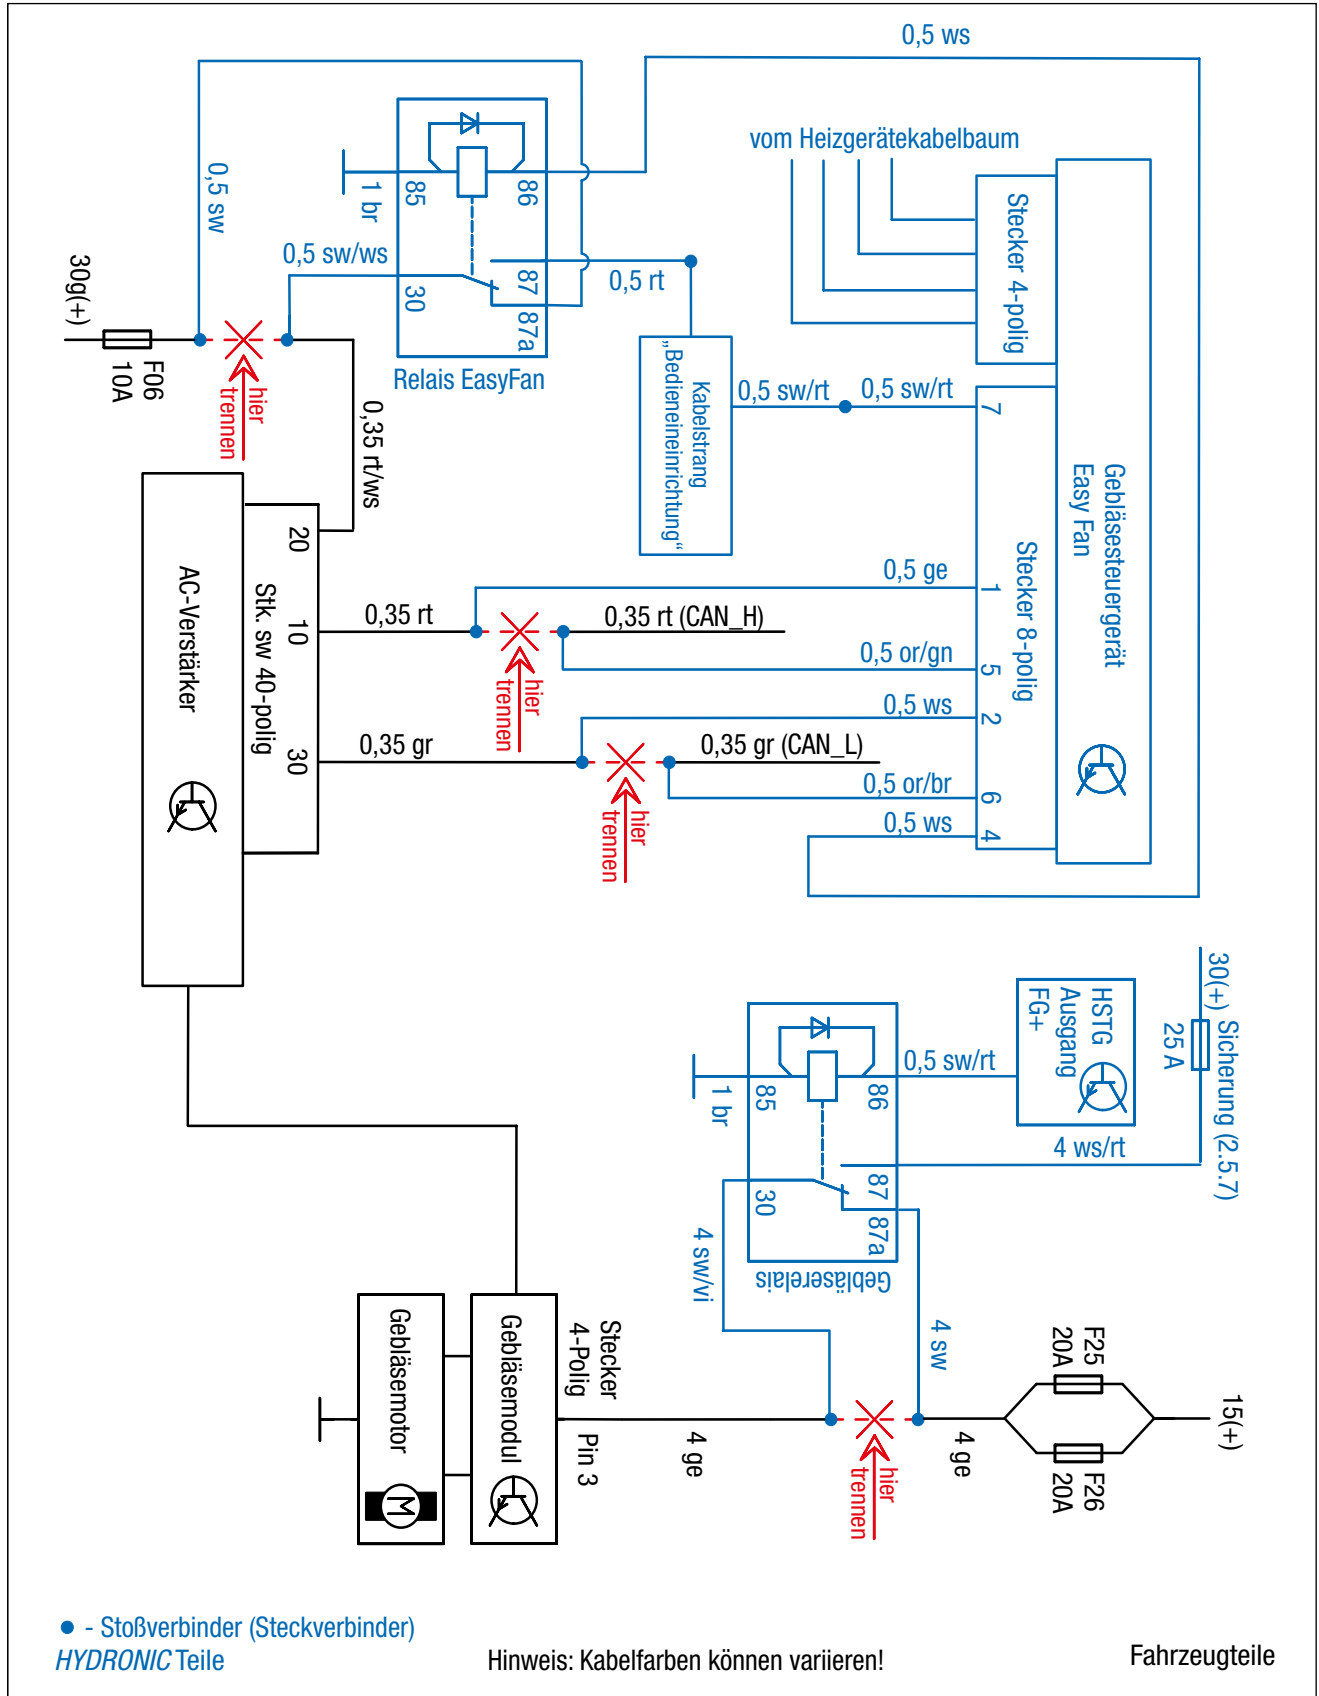 0,5 ws
vom Heizgerätekabelbaum
0,5 sw
1 br
85
86
0,5 sw/ws
30
87
87a
0,5 rt
Relais EasyFan
30g(+)
F06
10A
hier
trennen
0,35 rt/ws
Stecker 4-polig
Kabelstrang
„Bedieneineinrichtung“
0,5 sw/rt
0,5 sw/rt
7
Gebläsesteuergerät
Easy Fan
Stecker 8-polig
AC-Verstärker
Stk. sw 40-polig
20
10
30
0,5 ge
1
0,35 rt
0,35 rt (CAN_H)
hier
trennen
0,5 or/gn
5
0,5 ws
2
0,35 gr
0,35 gr (CAN_L)
hier
trennen
0,5 or/br
6
0,5 ws
4
30(+) Sicherung (2.5.7)
25 A
HSTG
Ausgang
FG+
0,5 sw/rt
1 br
85
86
4 ws/rt
30
87
87a
Gebläserelais
4 sw/vi
4 sw
F25
20A
15(+)
F26
20A
Gebläsemotor
M
Gebläsemodul
Stecker
4-Polig
Pin 3
4 ge
hier
trennen
4 ge
- Stoßverbinder (Steckverbinder)
HYDRONIC Teile
Hinweis: Kabelfarben können variieren!
Fahrzeugteile